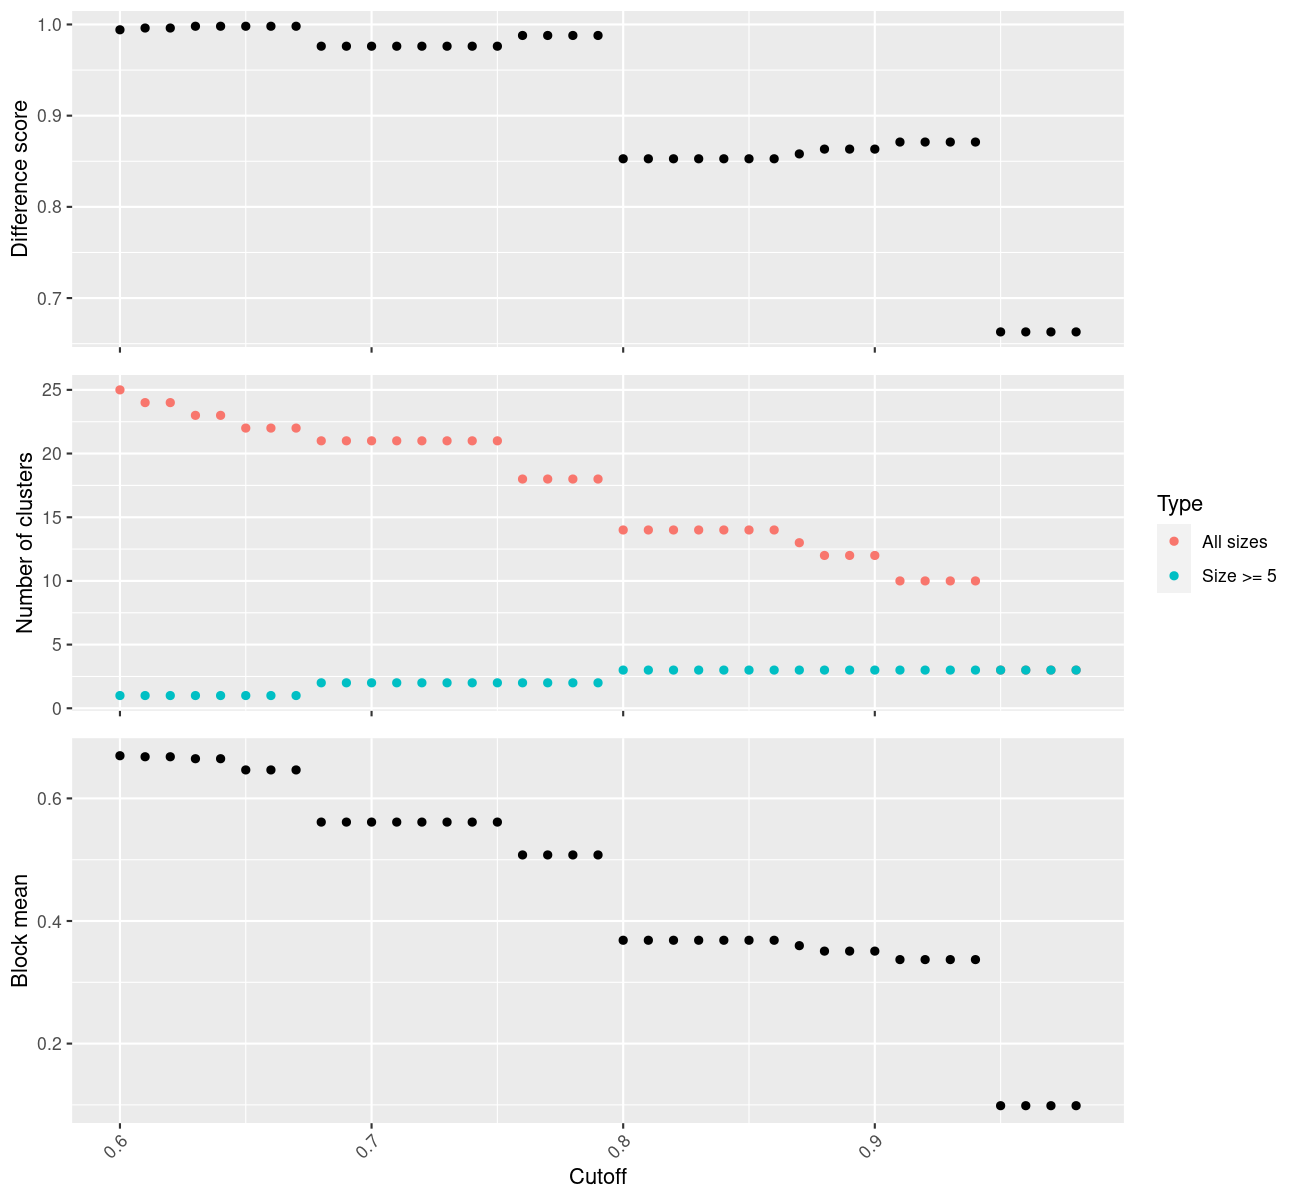 Difference score
1.0
0.9
0.8
0.7
Number of clusters
25
20
15
10
5
0
Type
All sizes
Size >= 5
Block mean
0.6
0.4
0.2
0.6
0.7
0.8
0.9
Cutoff